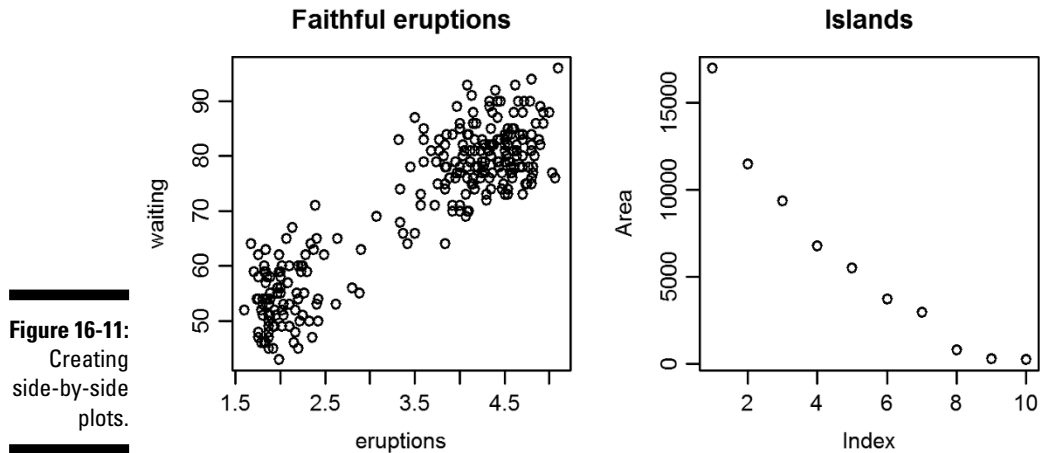 Faithful eruptions
waiting
90
80
70
60
50
1.5 2.5 3.5 4.5
eruptions
Islands
Area
15000
10000
5000
0
2 4 6 8 10
Index
Figure 16-11:
Creating
side-by-side
plots.